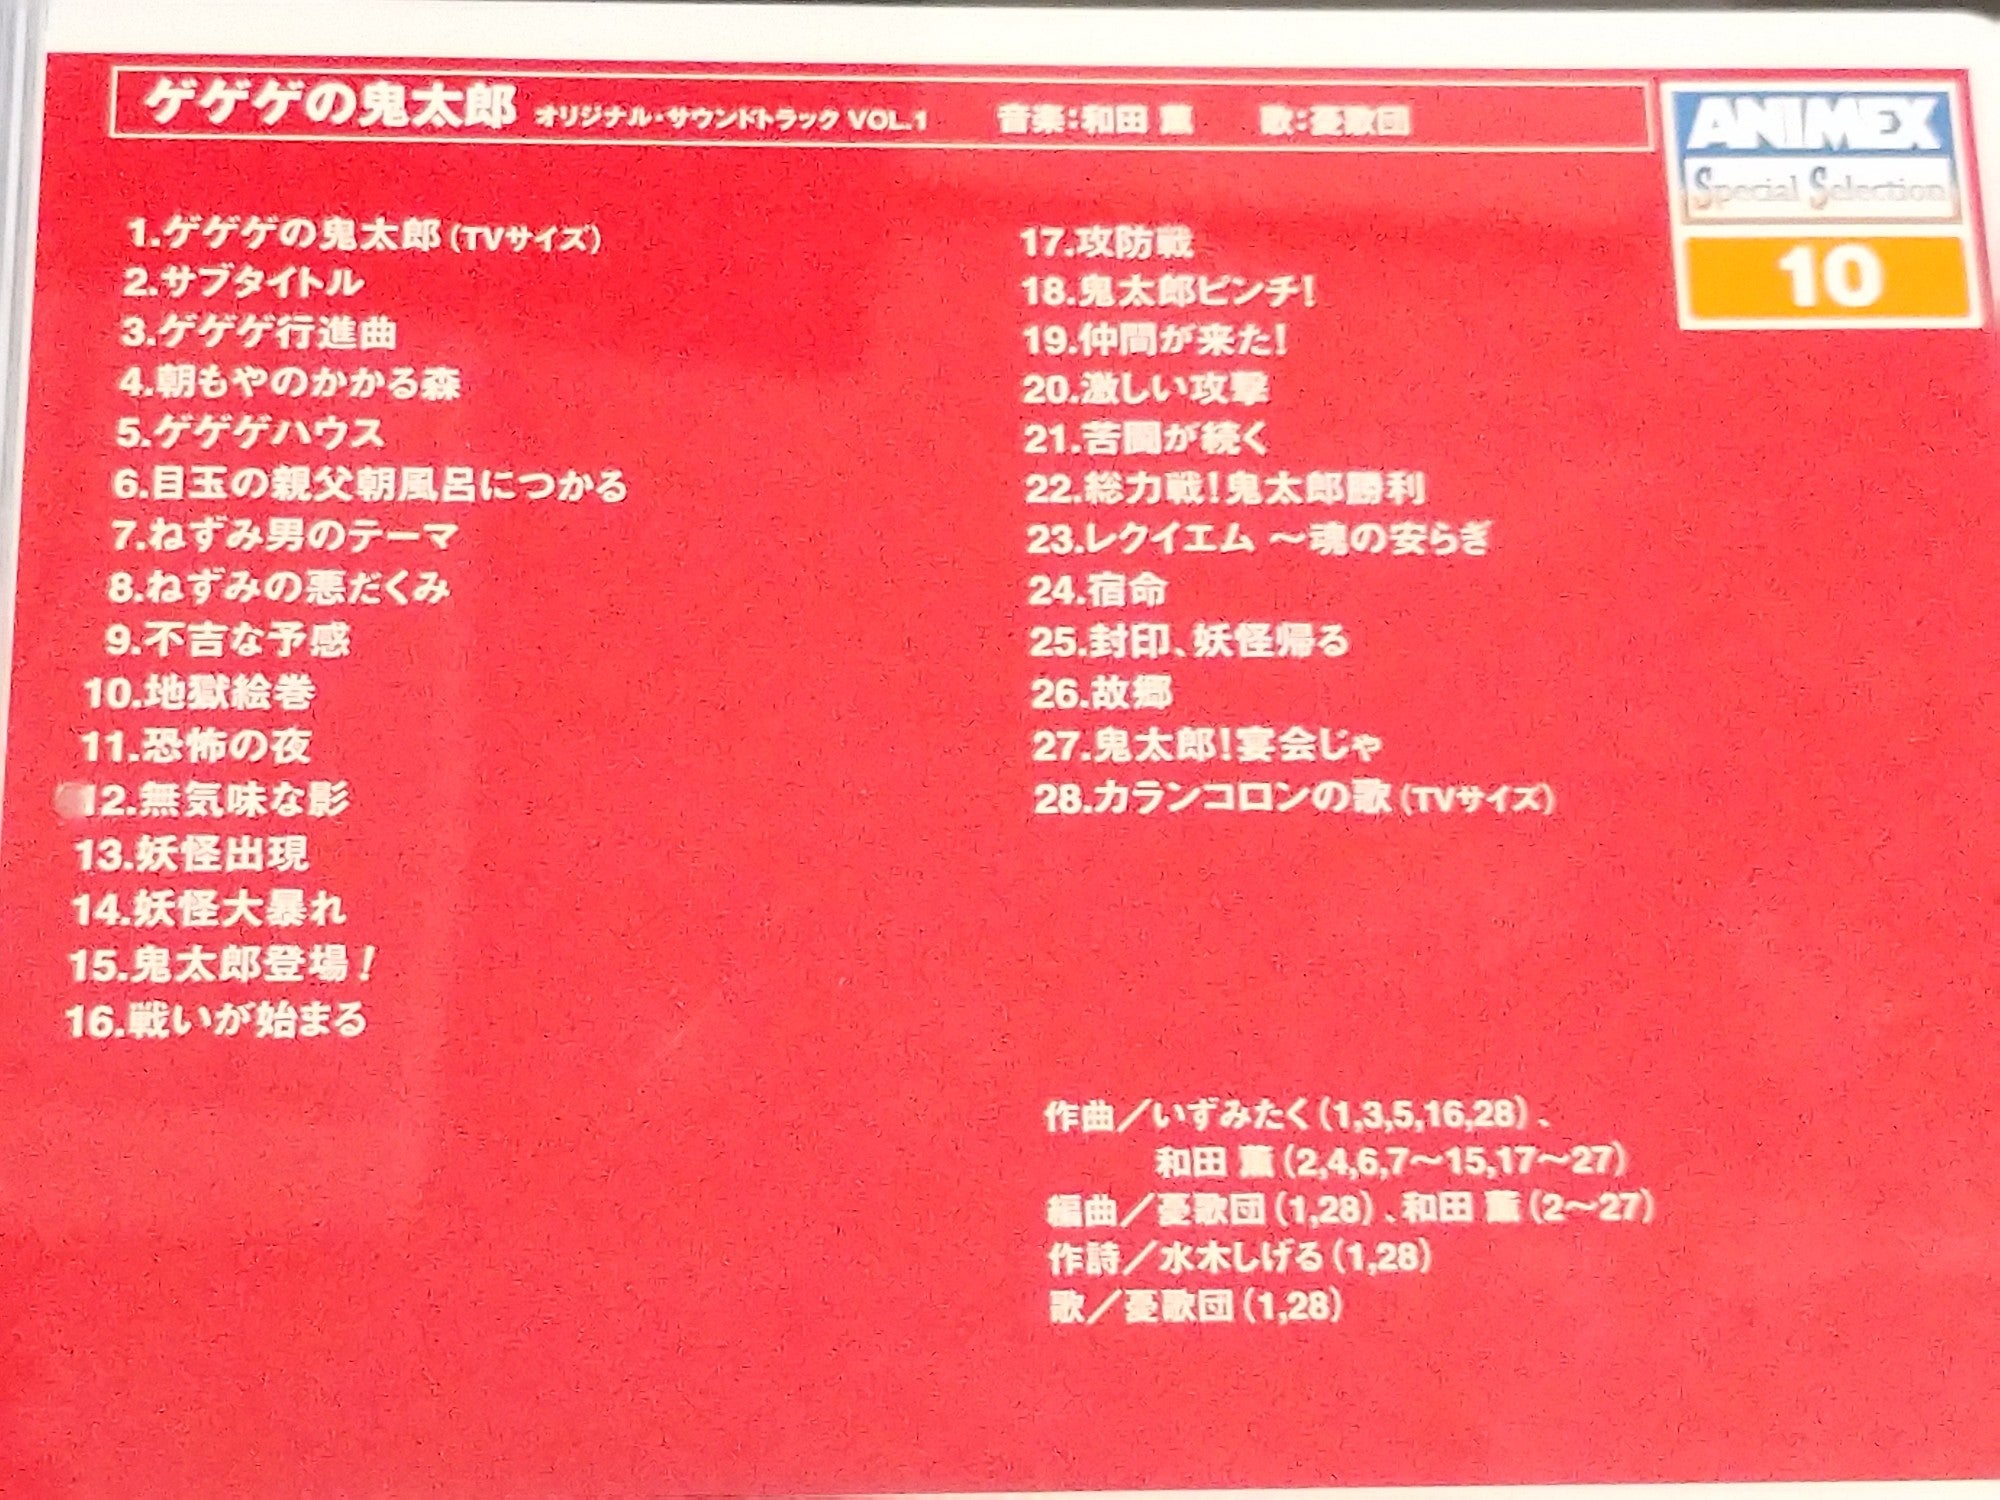 ゲゲゲの鬼太郎 オリジナル・サウンドトラック VOL.1 音楽:和田 薫 歌:憂歌団
ANIMEX
Special Selection
10
1.ゲゲゲの鬼太郎(TVサイズ)
2.サブタイトル
3.ゲゲゲ行進曲
4.朝もやのかかる森
5.ゲゲゲハウス
6.目玉の親父朝風呂につかる
7.ねずみ男のテーマ
8.ねずみの悪だくみ
9.不吉な予感
10.地獄絵巻
11.恐怖の夜
12.無気味な影
13.妖怪出現
14.妖怪大暴れ
15.鬼太郎登場!
16.戦いが始まる
17.攻防戦
18.鬼太郎ピンチ!
19.仲間が来た!
20.激しい攻撃
21.苦闘が続く
22.総力戦!鬼太郎勝利
23.レクイエム 〜魂の安らぎ
24.宿命
25.封印、妖怪帰る
26.故郷
27.鬼太郎!宴会じゃ
28.カランコロンの歌(TVサイズ)
作曲/いずみたく(1,3,5,16,28)、
和田 薫(2,4,6,7〜15,17〜27)
編曲/憂歌団(1,28)、和田 薫(2〜27)
作詩/水木しげる(1,28)
歌/憂歌団(1,28)